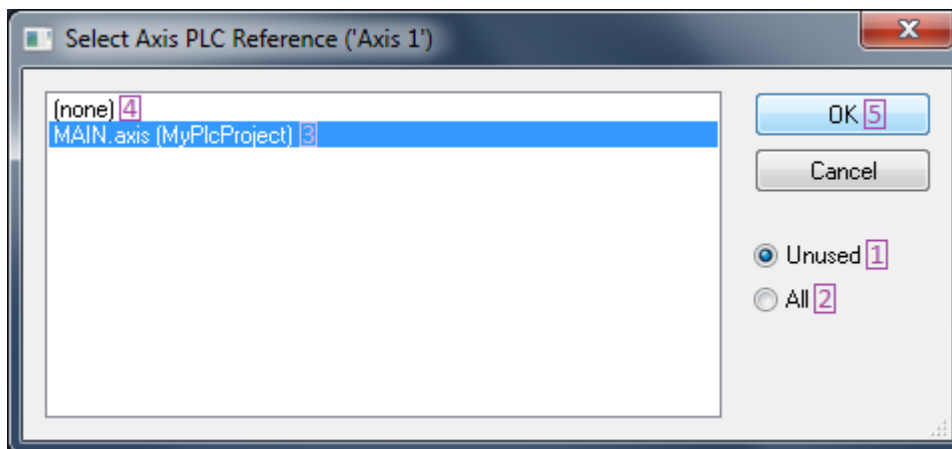 Select Axis PLC Reference ('Axis 1')
X
(none) 4
MAIN.axis (MyPlcProject) 3
OK 5
Cancel
Unused 1
All 2